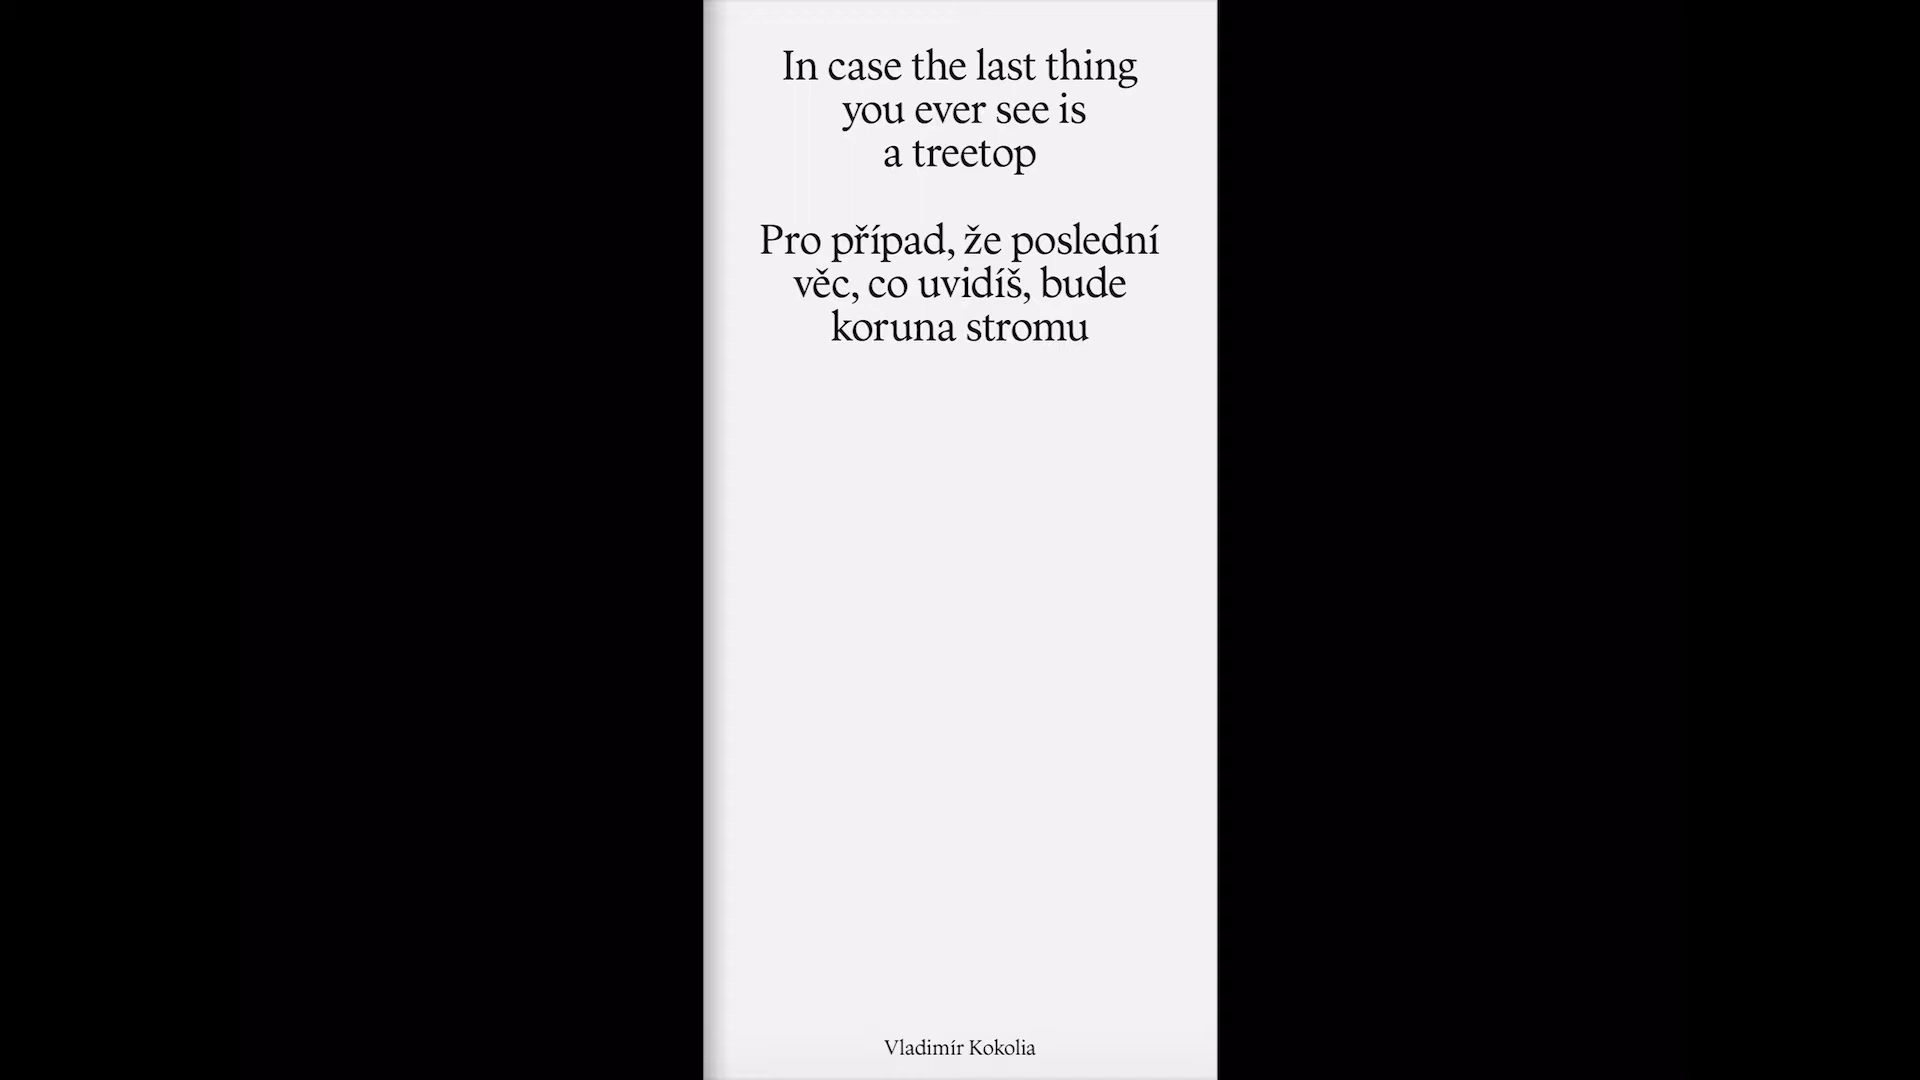 In case the last thing
you ever see is
a treetop
Pro případ, že poslední
věc, co uvidíš, bude
koruna stromu
Vladimír Kokolia